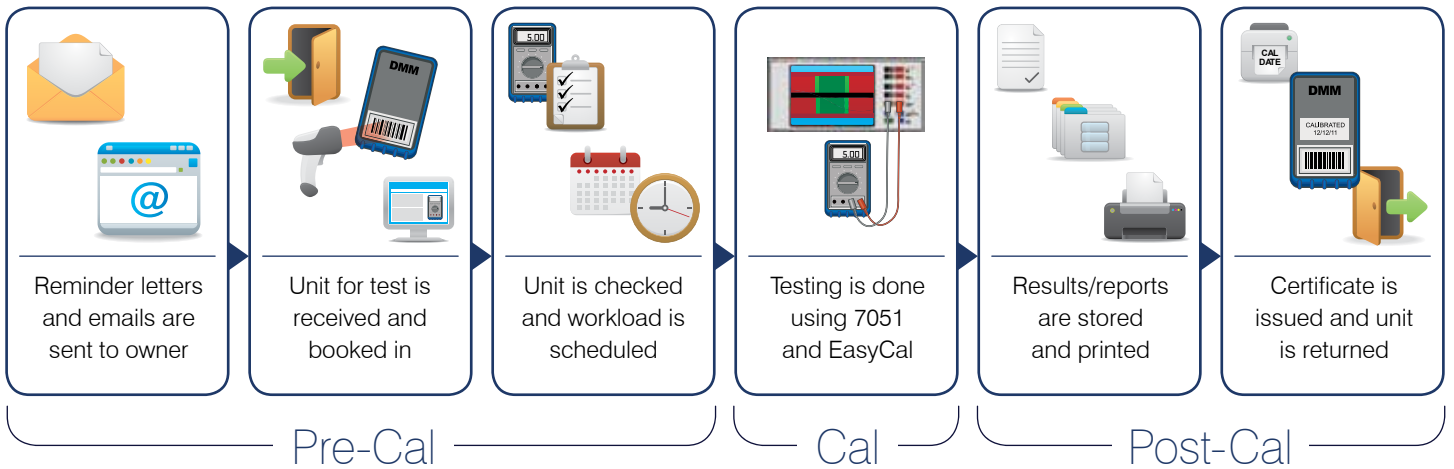 @
Reminder letters
and emails are
sent to owner
DMM
Unit for test is
received and
booked in
5.00
Unit is checked
and workload is
scheduled
5.00
Testing is done
using 7051
and EasyCal
Results/reports
are stored
and printed
CAL
DATE
DMM
CALIBRATED
12/12/11
Certificate is
issued and unit
is returned
Pre-Cal
Cal
Post-Cal